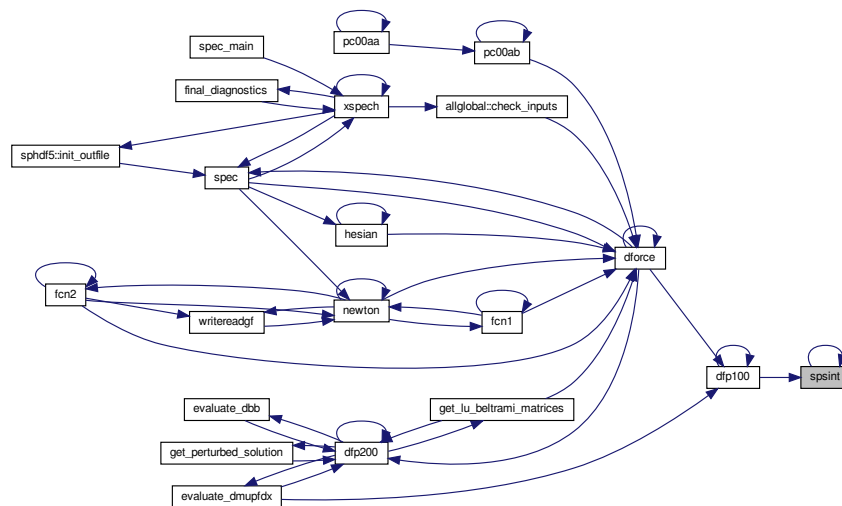 pc00aa
pc00ab
spec_main
final_diagnostics
xspech
allglobal::check_inputs
sphdf5::init_outfile
spec
hesian
dforce
fcn2
newton
writereadgf
fcn1
dfp100
spsint
evaluate_dbb
get_lu_beltrami_matrices
get_perturbed_solution
dfp200
evaluate_dmupfdx